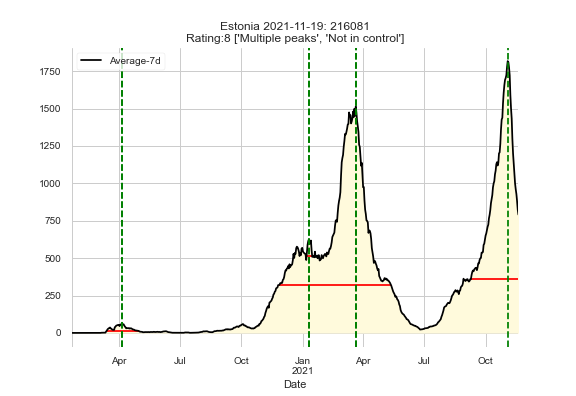 Estonia 2021-11-19: 216081
Rating:8 ['Multiple peaks', 'Not in control']
Average-7d
1750
1500
1250
1000
750
500
250
0
Apr Jul Oct Jan Apr Jul Oct
2021
Date